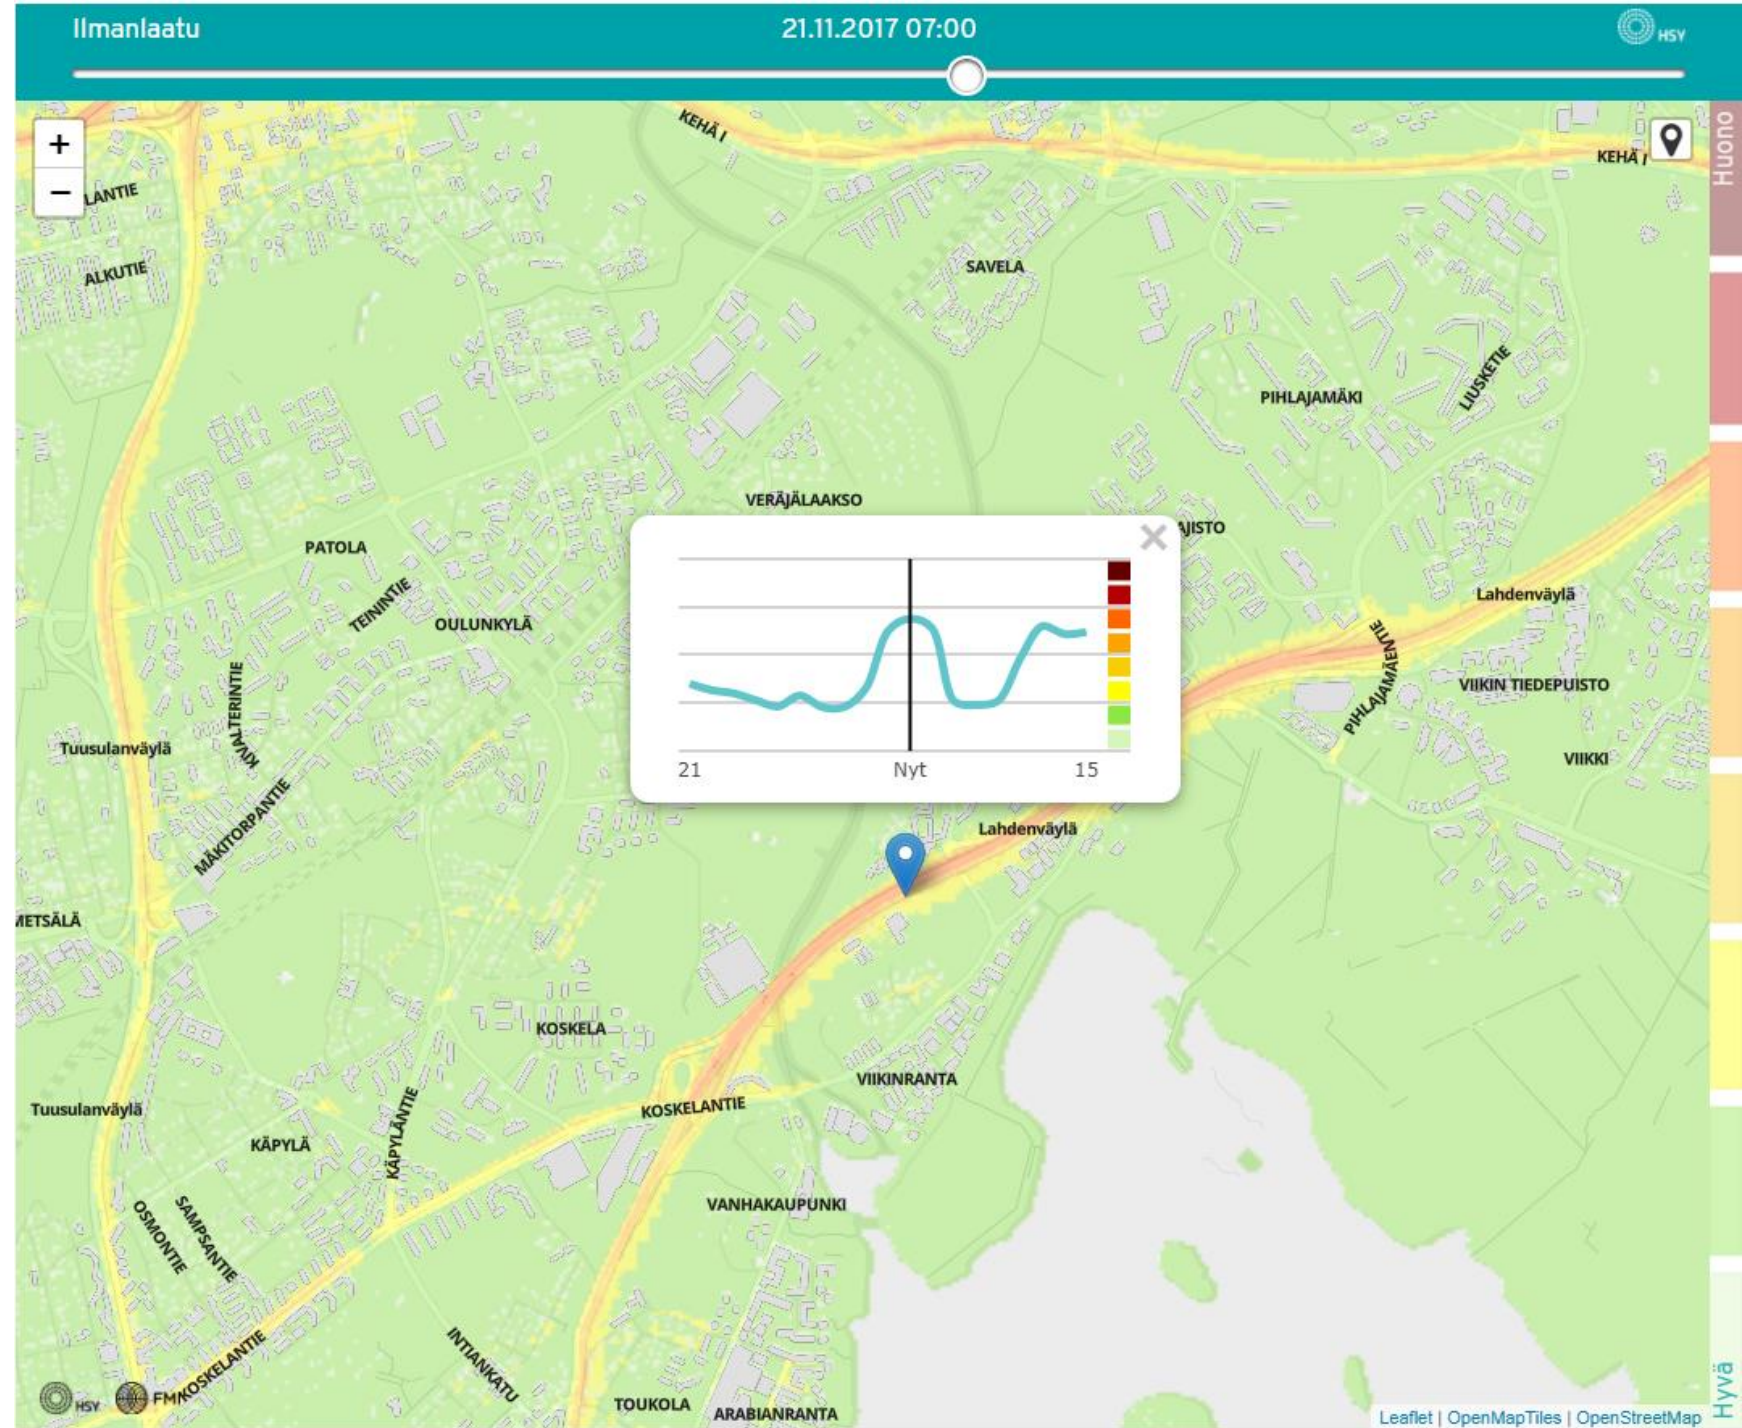 Ilmanlaatu
21.11.2017 07:00
HSY
+
−
KEHÄ I
KEHÄ I
Huono
LANTIE
ALKUTIE
SAVELA
LIUSKETIE
PIHLAJAMÄKI
VERÄJÄLAAKSO
AJISTO
PATOLA
TEININTIE
OULUNKYLÄ
Lahdenväylä
PIHLAJAMÄENTIE
KIVALTERINTIE
VIIKIN TIEDEPUISTO
Tuusulanväylä
VIIKKI
21
Nyt
15
MÄKITORPANTIE
Lahdenväylä
METSÄLÄ
KOSKELA
VIIKINRANTA
KOSKELANTIE
Tuusulanväylä
KÄPYLÄNTIE
KÄPYLÄ
VANHAKAUPUNKI
OSMONTIE
SAMPSANTIE
KOSKELANTIE
INTIANKATU
HSY
FMI
TOUKOLA
ARABIANRANTA
Hyvä
Leaflet | OpenMapTiles | OpenStreetMap